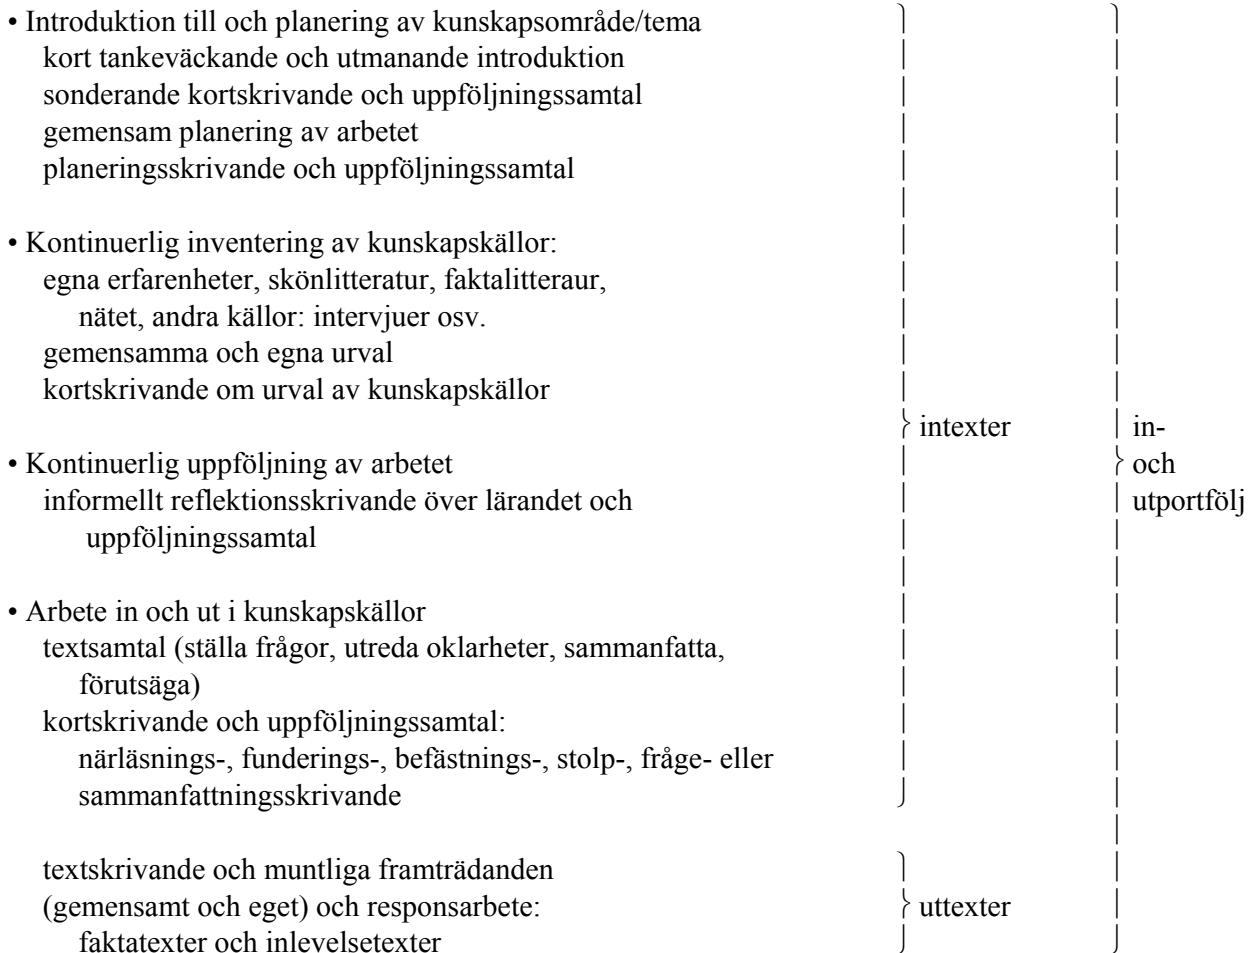 • Introduktion till och planering av kunskapsområde/tema
kort tankeväckande och utmanande introduktion
sonderande kortskrivande och uppföljningssamtal
gemensam planering av arbetet
planeringsskrivande och uppföljningssamtal
• Kontinuerlig inventering av kunskapskällor:
egna erfarenheter, skönlitteratur, faktalitteraur,
nätet, andra källor: intervjuer osv.
gemensamma och egna urval
kortskrivande om urval av kunskapskällor
intexter
in-
• Kontinuerlig uppföljning av arbetet
och
informellt reflektionsskrivande över lärandet och
utportfölj
uppföljningssamtal
• Arbete in och ut i kunskapskällor
textsamtal (ställa frågor, utreda oklarheter, sammanfatta,
förutsäga)
kortskrivande och uppföljningssamtal:
närläsnings-, funderings-, befästnings-, stolp-, fråge- eller
sammanfattningsskrivande
textskrivande och muntliga framträdanden
(gemensamt och eget) och responsarbete:
uttexter
faktatexter och inlevelsetexter